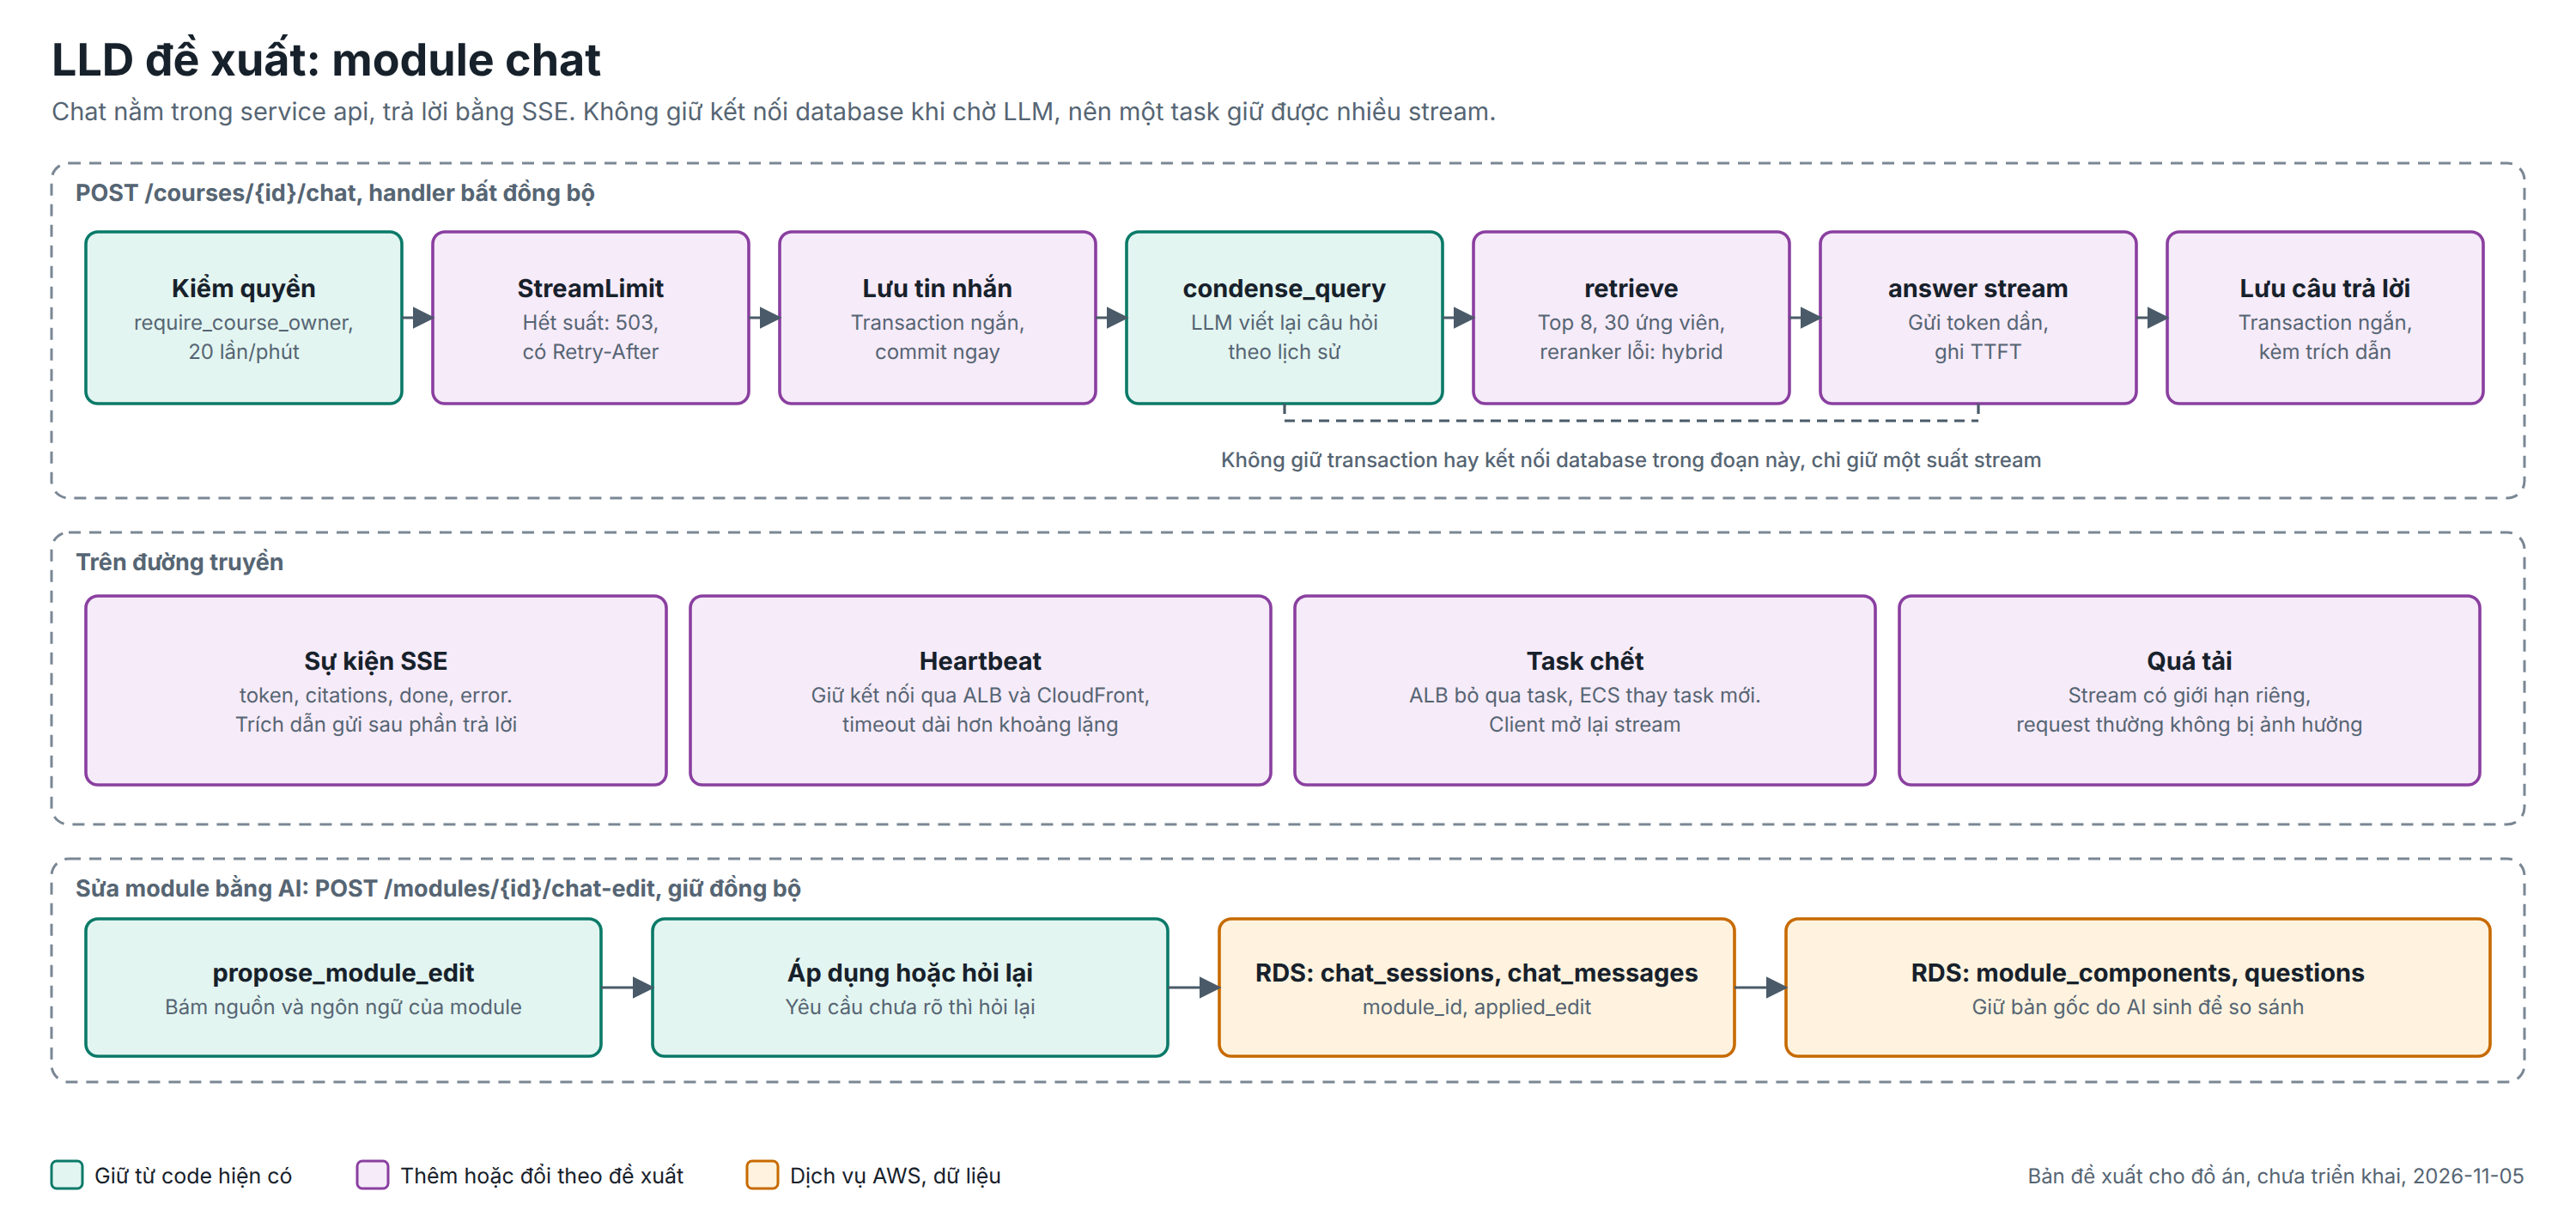 LLD đề xuất: module chat
Chat nằm trong service api, trả lời bằng SSE. Không giữ kết nối database khi chờ LLM, nên một task giữ được nhiều stream.
POST /courses/{id}/chat, handler bất đồng bộ
Kiểm quyền
require_course_owner,
20 lần/phút
StreamLimit
Hết suất: 503,
có Retry-After
Lưu tin nhắn
Transaction ngắn,
commit ngay
condense_query
LLM viết lại câu hỏi
theo lịch sử
retrieve
Top 8, 30 ứng viên,
reranker lỗi: hybrid
answer stream
Gửi token dần,
ghi TTFT
Lưu câu trả lời
Transaction ngắn,
kèm trích dẫn
Không giữ transaction hay kết nối database trong đoạn này, chỉ giữ một suất stream
Trên đường truyền
Sự kiện SSE
token, citations, done, error.
Trích dẫn gửi sau phần trả lời
Heartbeat
Giữ kết nối qua ALB và CloudFront,
timeout dài hơn khoảng lặng
Task chết
ALB bỏ qua task, ECS thay task mới.
Client mở lại stream
Quá tải
Stream có giới hạn riêng,
request thường không bị ảnh hưởng
Sửa module bằng AI: POST /modules/{id}/chat-edit, giữ đồng bộ
propose_module_edit
Bám nguồn và ngôn ngữ của module
Áp dụng hoặc hỏi lại
Yêu cầu chưa rõ thì hỏi lại
RDS: chat_sessions, chat_messages
module_id, applied_edit
RDS: module_components, questions
Giữ bản gốc do AI sinh để so sánh
Giữ từ code hiện có
Thêm hoặc đổi theo đề xuất
Dịch vụ AWS, dữ liệu
Bản đề xuất cho đồ án, chưa triển khai, 2026-11-05